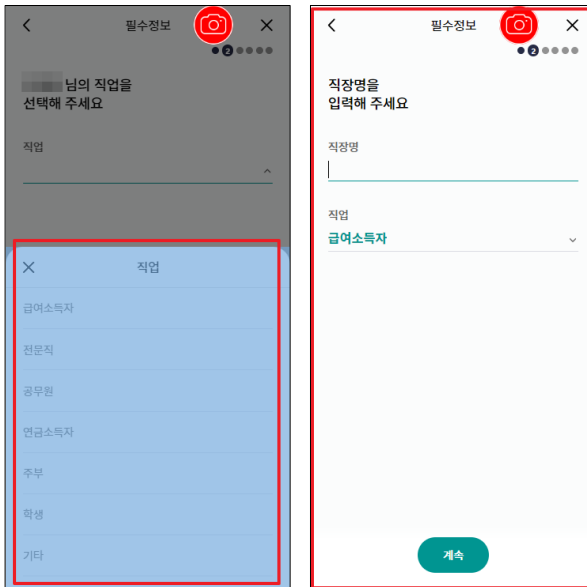 필수정보
2
님의 직업을
선택해 주세요
직업
직업
급여소득자
전문직
공무원
연금소득자
주부
학생
기타
필수정보
2
직장명을
입력해 주세요
직장명
직업
급여소득자
계속